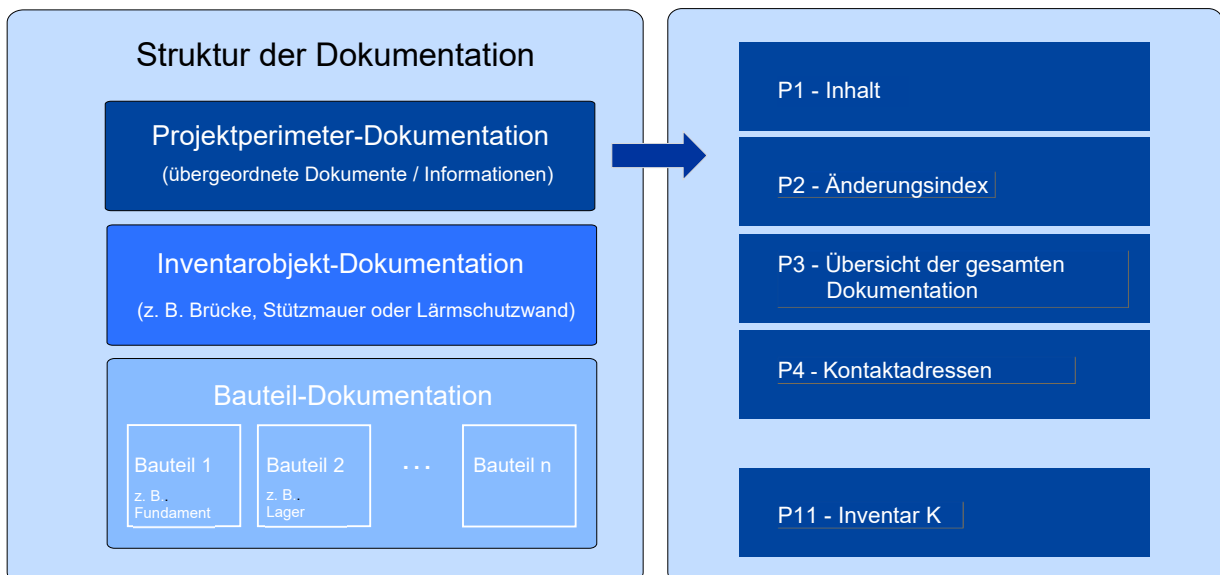 Struktur der Dokumentation
Projektperimeter-Dokumentation
(übergeordnete Dokumente / Informationen)
Inventarobjekt-Dokumentation
(z. B. Brücke, Stützmauer oder Lärmschutzwand)
Bauteil-Dokumentation
Bauteil 1
z. B..
Fundament
Bauteil 2
z. B..
Lager
. . .
Bauteil n
P1 - Inhalt
P2 - Änderungsindex
P3 - Übersicht der gesamten
Dokumentation
P4 - Kontaktadressen
P11 - Inventar K